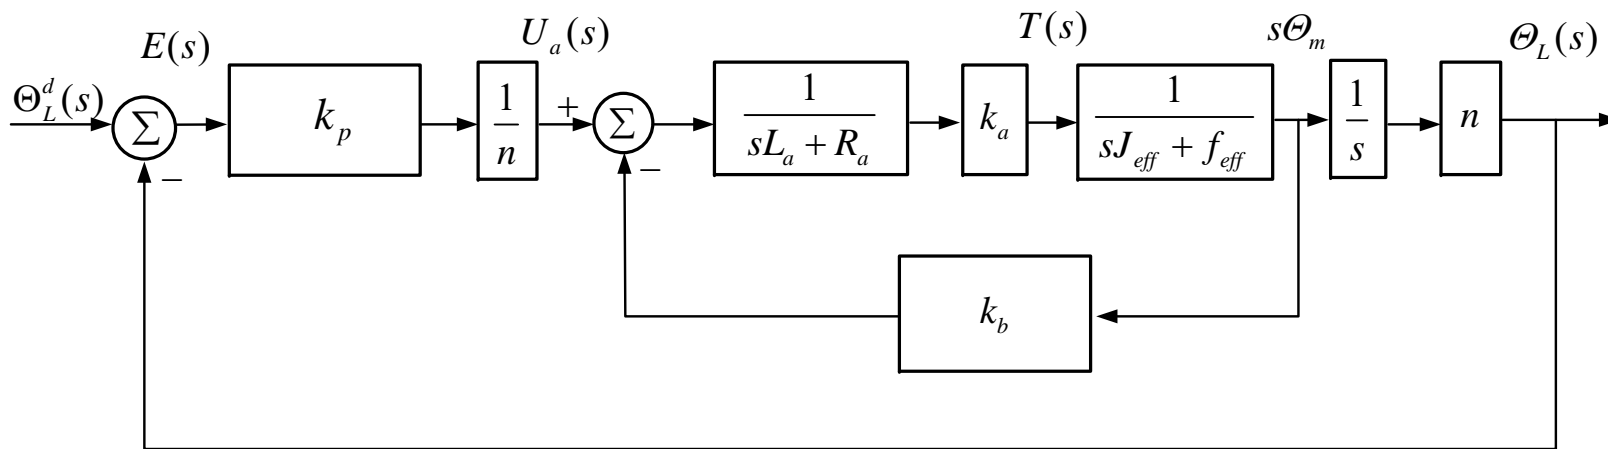 E(s)
U_a(s)
T(s)
sΘ_m
Θ_L(s)
Θ_L^d(s)
Σ
k_p
1/n
+
Σ
1/(sL_a + R_a)
k_a
1/(sJ_eff + f_eff)
1/s
n
−
−
k_b